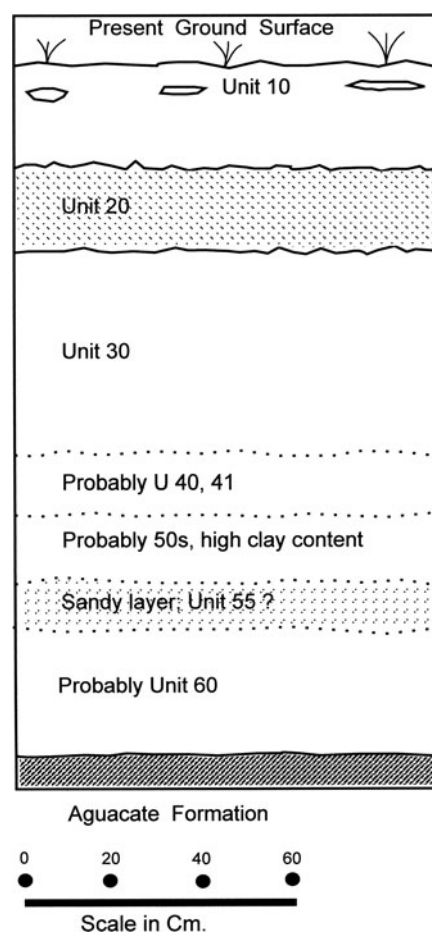 Present Ground Surface
Unit 10
Unit 20
Unit 30
Probably U 40, 41
Probably 50s, high clay content
Sandy layer; Unit 55 ?
Probably Unit 60
Aguacate Formation
0 20 40 60
Scale in Cm.